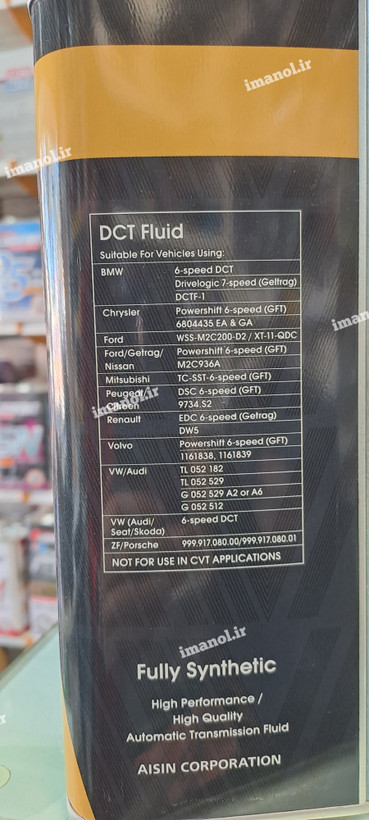 imanol.ir
imanol.ir
DCT Fluid
Suitable For Vehicles Using:
BMW 6-speed DCT
Drivelogic 7-speed (Geltrag)
DCTF-1
Chrysler Powershift 6-speed (GFT)
6804435 EA & GA
Ford WSS-M2C200-D2 / XT-11-QDC
Ford/Getrag/ Powershift 6-speed (GFT)
Nissan M2C936A
Mitsubishi TC-SST-6-speed (GFT)
Peugeot/ DSC 6-speed (GFT)
9734.S2
imanol.ir
Renault EDC 6-speed (Getrag)
DW5
Volvo Powershift 6-speed (GFT)
1161838, 1161839
VW/Audi TL 052 182
TL 052 529
G 052 529 A2 or A6
G 052 512
VW (Audi/ 6-speed DCT
Seat/Skoda)
ZF/Porsche 999.917.080.00/999.917.080.01
NOT FOR USE IN CVT APPLICATIONS
imanol.ir
Fully Synthetic
High Performance /
High Quality
Automatic Transmission Fluid
AISIN CORPORATION